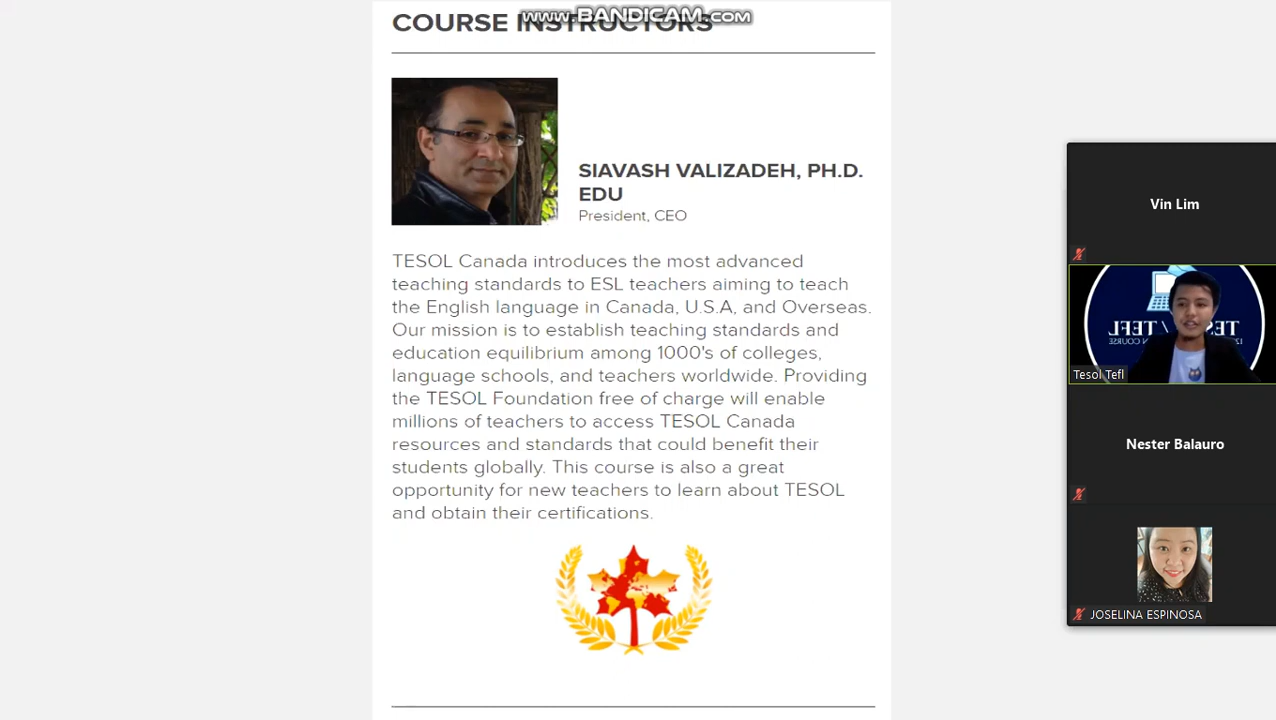 www.BANDICAM.com
COURSE INSTRUCTORS
SIAVASH VALIZADEH, PH.D.
EDU
President, CEO
TESOL Canada introduces the most advanced
teaching standards to ESL teachers aiming to teach
the English language in Canada, U.S.A, and Overseas.
Our mission is to establish teaching standards and
education equilibrium among 1000's of colleges,
language schools, and teachers worldwide. Providing
the TESOL Foundation free of charge will enable
millions of teachers to access TESOL Canada
resources and standards that could benefit their
students globally. This course is also a great
opportunity for new teachers to learn about TESOL
and obtain their certifications.
Vin Lim
TEFL
Tesol Tefl
Nester Balauro
JOSELINA ESPINOSA